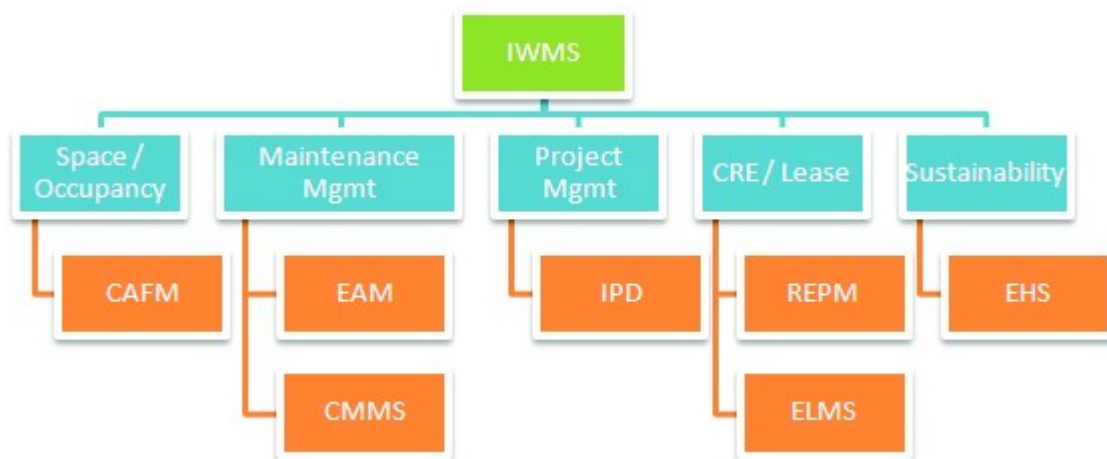 IWMS
Space /
Occupancy
Maintenance
Mgmt
Project
Mgmt
CRE / Lease
Sustainability
CAFM
EAM
IPD
REPM
EHS
CMMS
ELMS